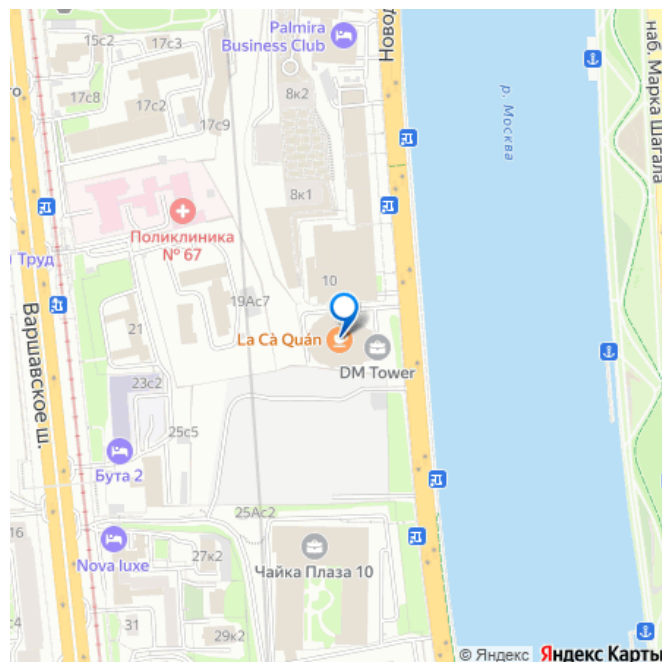 Palmira
Business Club
15с2
17с3
8к2
17с8
17с2
17с9
Новод
р. Москва
наб. Марка Шагала
8к1
Поликлиника
№ 67
Труд
10
19Ас7
21
La Cà Quán
DM Tower
Варшавское ш.
23с2
25с5
Бута 2
25Ас2
16
Nova luxe
27к2
Чайка Плаза 10
31
29к2
© Яндекс Яндекс Карты